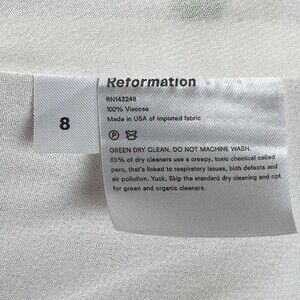 Reformation
RN143248
100% Viscose
Made in USA of imported fabric
8
GREEN DRY CLEAN, DO NOT MACHINE WASH.
85% of dry cleaners use a creepy, toxic chemical called
perc, that's linked to respiratory issues, birth defects and
air pollution. Yuck. Skip the standard dry cleaning and opt
for green and organic cleaners.